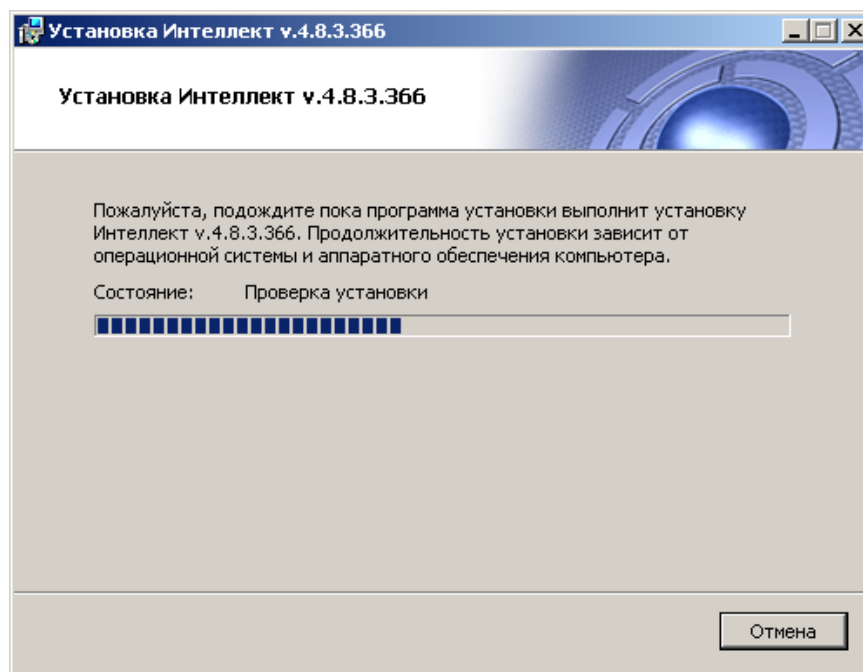 Установка Интеллект v.4.8.3.366
Установка Интеллект v.4.8.3.366
Пожалуйста, подождите пока программа установки выполнит установку
Интеллект v.4.8.3.366. Продолжительность установки зависит от
операционной системы и аппаратного обеспечения компьютера.
Состояние: Проверка установки
Отмена